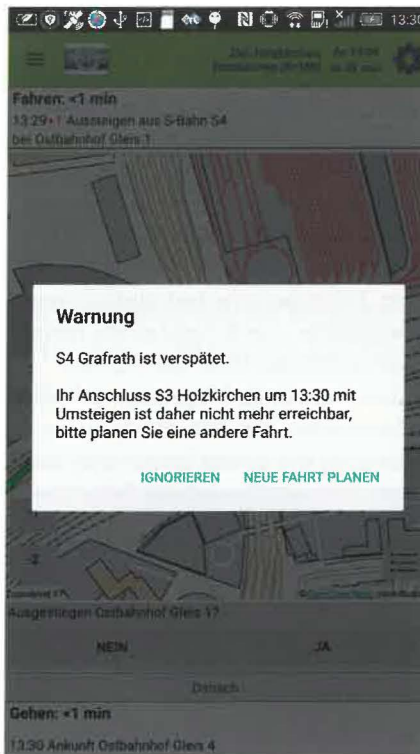 13:30
Fahren: <1 min
13:29+1 Aussteigen aus S-Bahn S4
bei Ostbahnhof Gleis 1
Warnung
S4 Grafrath ist verspätet.
Ihr Anschluss S3 Holzkirchen um 13:30 mit
Umsteigen ist daher nicht mehr erreichbar,
bitte planen Sie eine andere Fahrt.
IGNORIEREN NEUE FAHRT PLANEN
-2
Ausgestiegen Ostbahnhof Gleis 1?
NEIN JA
Danach
Gehen: <1 min
13:30 Ankunft Ostbahnhof Gleis 4